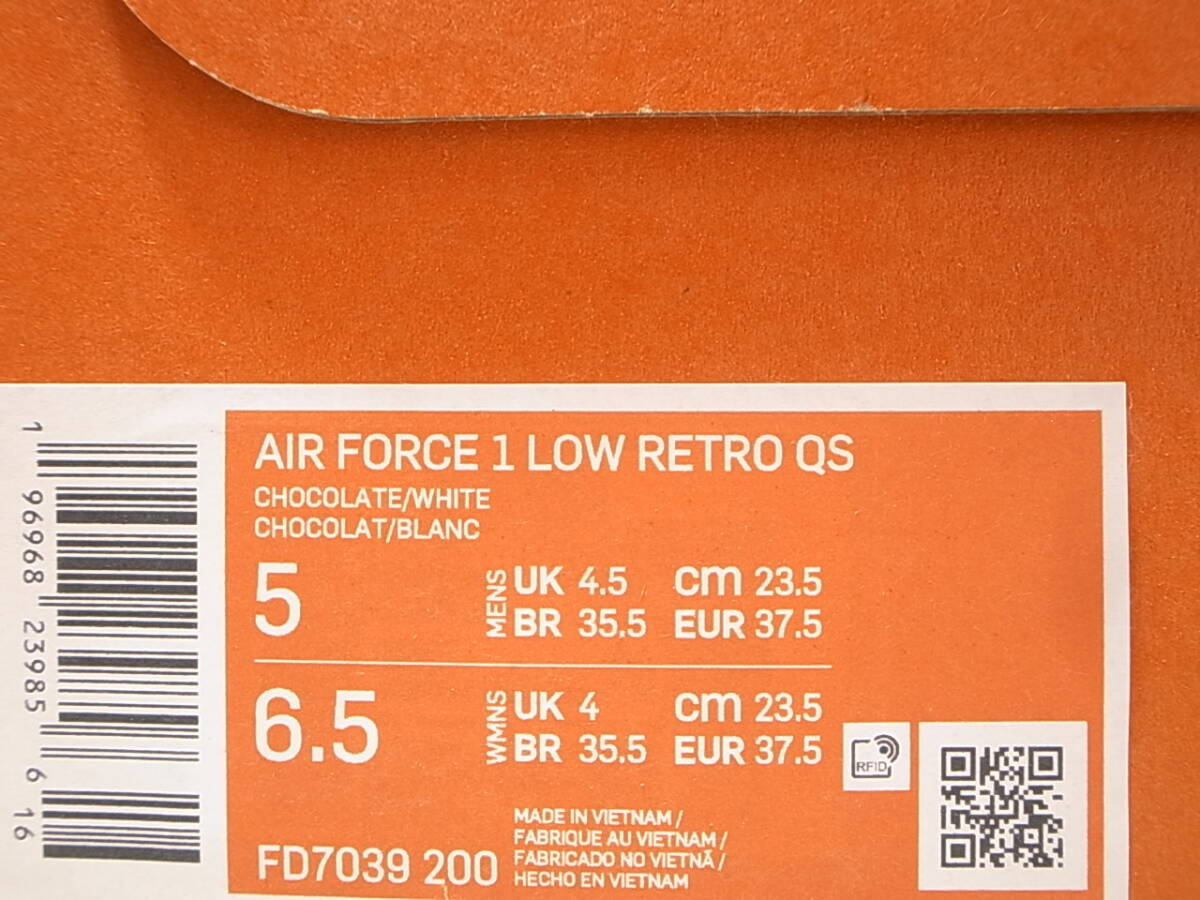 AIR FORCE 1 LOW RETRO QS
CHOCOLATE/WHITE
CHOCOLAT/BLANC
5
MENS
UK 4.5 cm 23.5
BR 35.5 EUR 37.5
6.5
WMNS
UK 4 cm 23.5
BR 35.5 EUR 37.5
RFID
FD7039 200
MADE IN VIETNAM /
FABRIQUE AU VIETNAM /
FABRICADO NO VIETNÃ /
HECHO EN VIETNAM
1 96968 23985 6 16